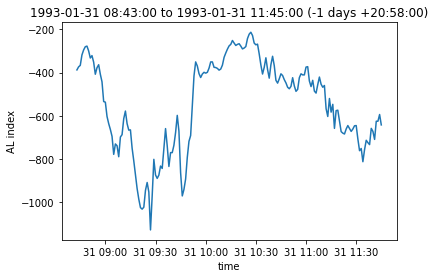 1993-01-31 08:43:00 to 1993-01-31 11:45:00 (-1 days +20:58:00)
−200
−400
−600
−800
−1000
AL index
31 09:00 31 09:30 31 10:00 31 10:30 31 11:00 31 11:30
time